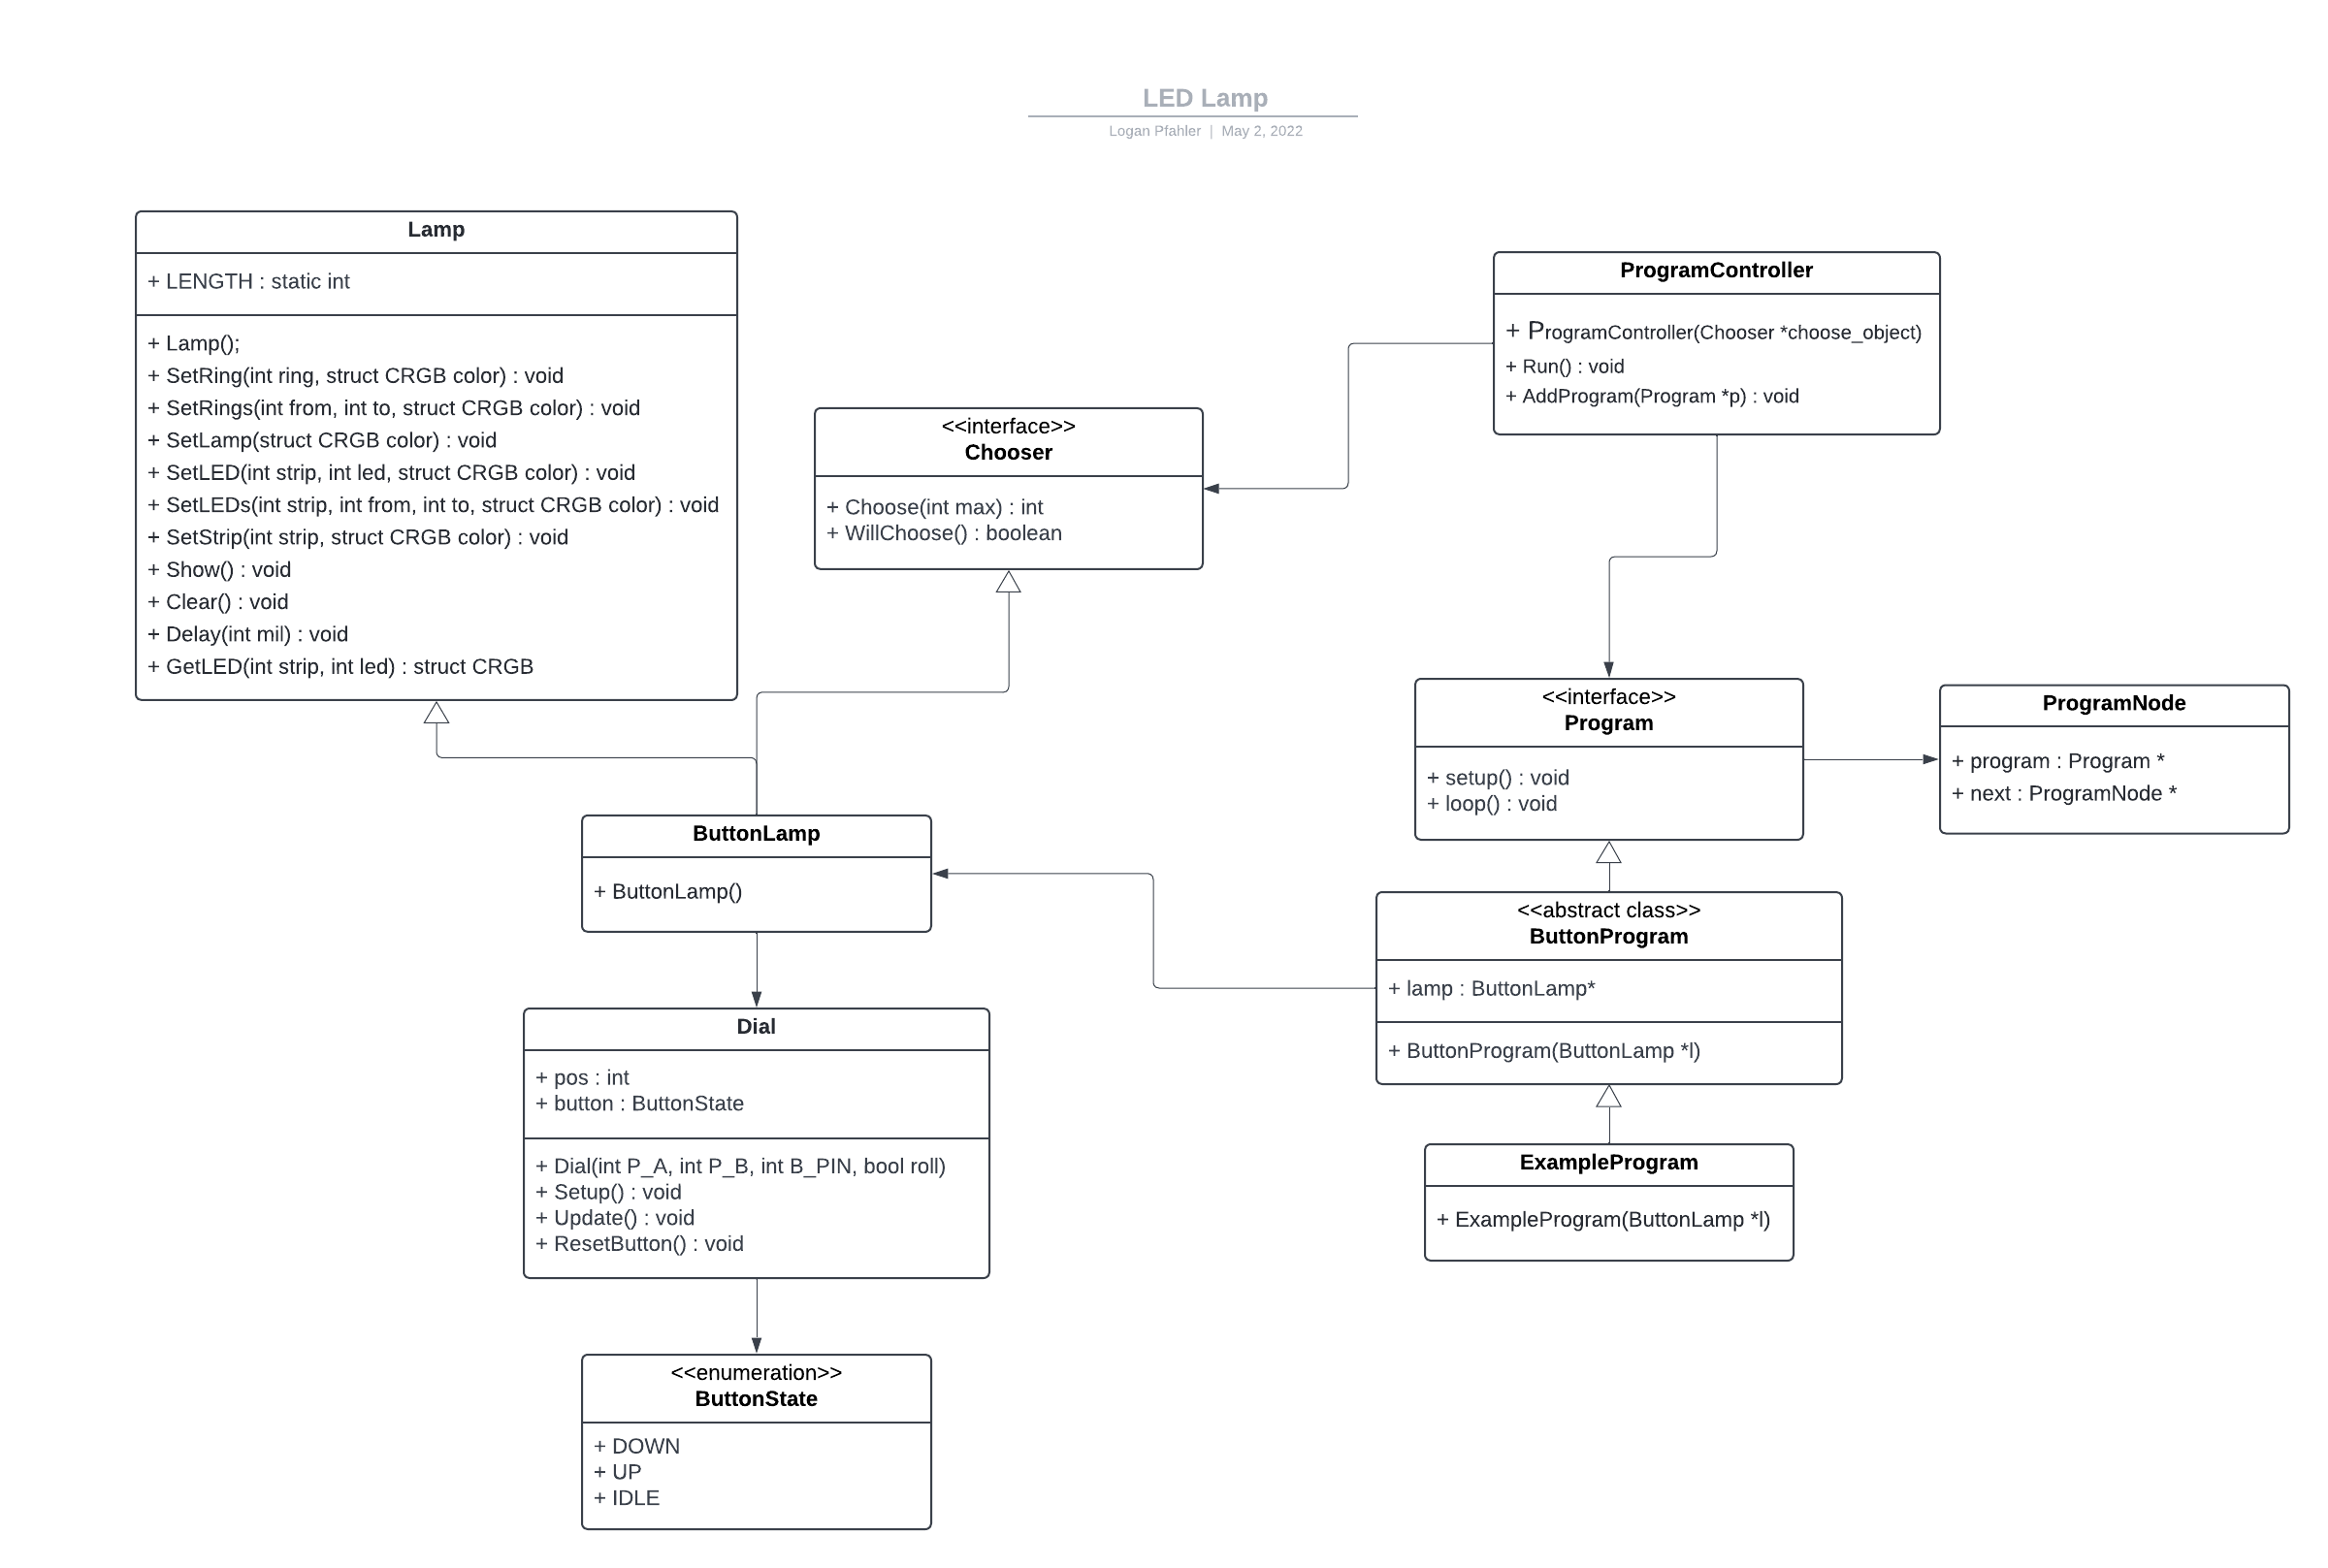 LED Lamp
Logan Pfahler | May 2, 2022
Lamp
+ LENGTH : static int
+ Lamp();
+ SetRing(int ring, struct CRGB color) : void
+ SetRings(int from, int to, struct CRGB color) : void
+ SetLamp(struct CRGB color) : void
+ SetLED(int strip, int led, struct CRGB color) : void
+ SetLEDs(int strip, int from, int to, struct CRGB color) : void
+ SetStrip(int strip, struct CRGB color) : void
+ Show() : void
+ Clear() : void
+ Delay(int mil) : void
+ GetLED(int strip, int led) : struct CRGB
<<interface>>
Chooser
+ Choose(int max) : int
+ WillChoose() : boolean
ProgramController
+ ProgramController(Chooser *choose_object)
+ Run() : void
+ AddProgram(Program *p) : void
<<interface>>
Program
+ setup() : void
+ loop() : void
ProgramNode
+ program : Program *
+ next : ProgramNode *
ButtonLamp
+ ButtonLamp()
<<abstract class>>
ButtonProgram
+ lamp : ButtonLamp*
+ ButtonProgram(ButtonLamp *l)
Dial
+ pos : int
+ button : ButtonState
+ Dial(int P_A, int P_B, int B_PIN, bool roll)
+ Setup() : void
+ Update() : void
+ ResetButton() : void
ExampleProgram
+ ExampleProgram(ButtonLamp *l)
<<enumeration>>
ButtonState
+ DOWN
+ UP
+ IDLE